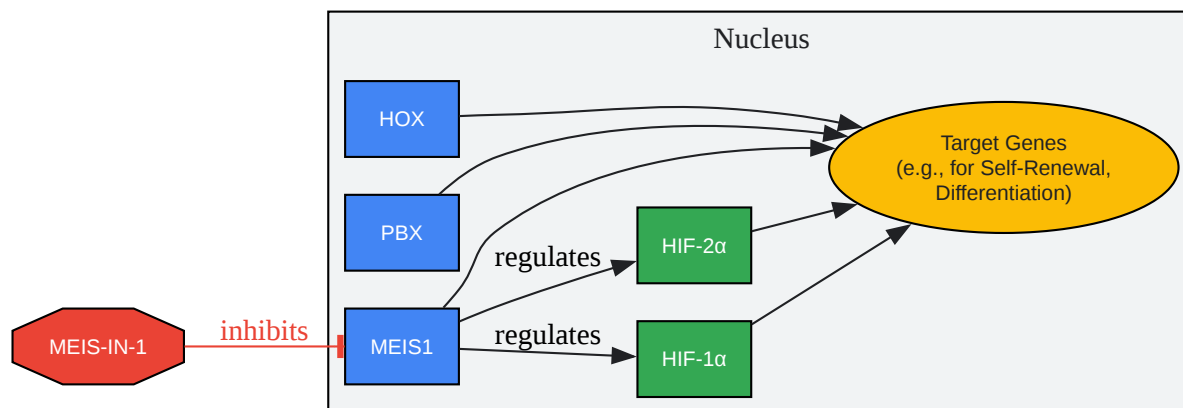 Nucleus
HOX
Target Genes
(e.g., for Self-Renewal,
Differentiation)
PBX
HIF-2α
regulates
MEIS-IN-1
inhibits
MEIS1
regulates
HIF-1α